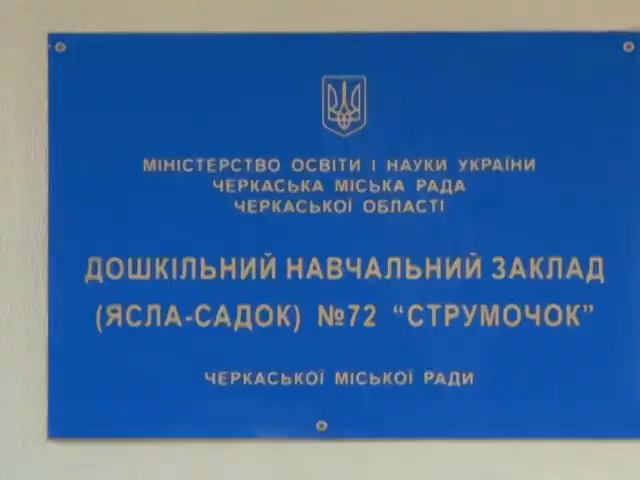 МІНІСТЕРСТВО ОСВІТИ І НАУКИ УКРАЇНИ
ЧЕРКАСЬКА МІСЬКА РАДА
ЧЕРКАСЬКОЇ ОБЛАСТІ
ДОШКІЛЬНИЙ НАВЧАЛЬНИЙ ЗАКЛАД
(ЯСЛА-САДОК) №72 “СТРУМОЧОК”
ЧЕРКАСЬКОЇ МІСЬКОЇ РАДИ